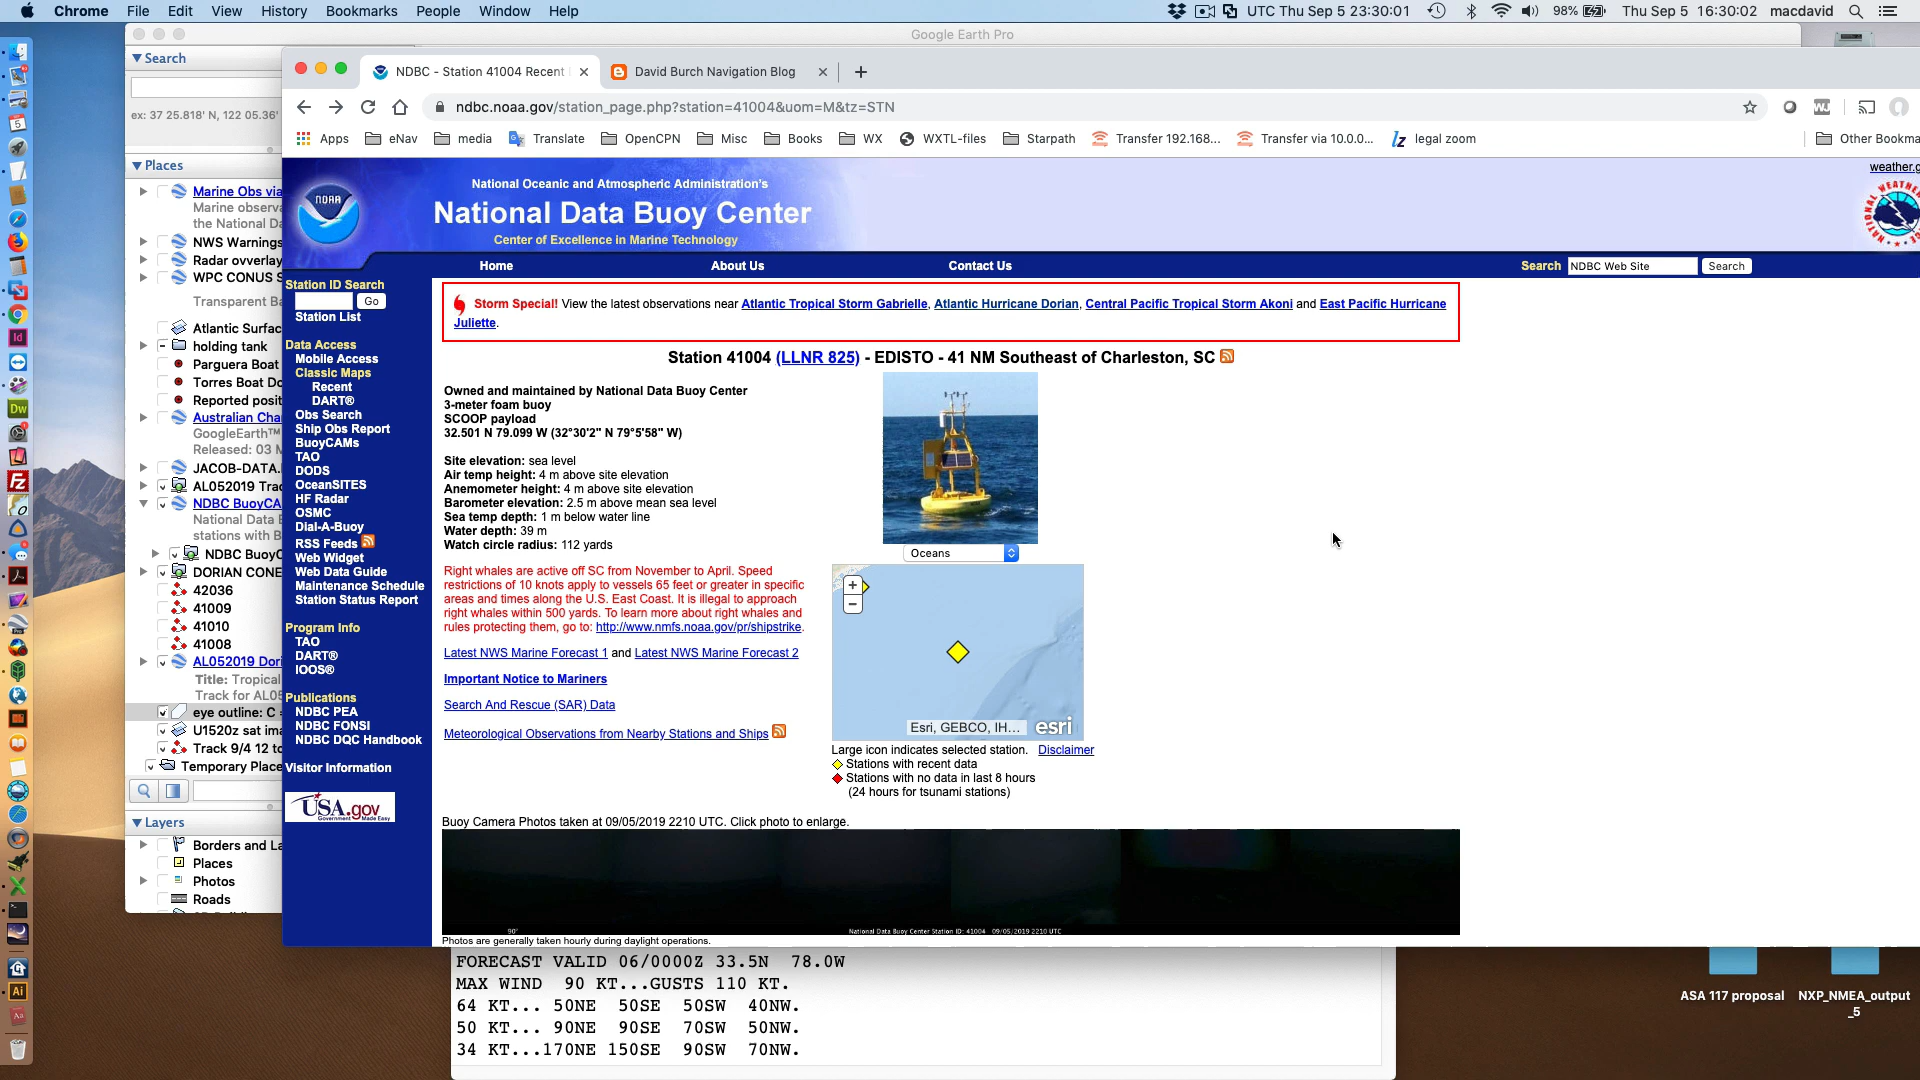 Chrome File Edit View History Bookmarks People Window Help
UTC Thu Sep 5 23:30:01 98% Thu Sep 5 16:30:02 macdavid
Google Earth Pro
Search
ex: 37 25.818' N, 122 05.36'
Places
Marine Obs via
Marine observa
the National Da
NWS Warnings
Radar ovverlay
WPC CONUS S
Transparent Ba
Atlantic Surfac
holding tank
Parguera Boat
Torres Boat Do
Reported posit
Australian Cha
GoogleEarth™
Released: 03 M
JACOB-DATA.
AL052019 Trac
NDBC BuoyCA
National Data B
stations with B
NDBC BuoyC
DORIAN CONE
42036
41009
41010
41008
AL052019 Dori
Title: Tropical
Track for AL05
eye outline: C =
U1520z sat ima
Track 9/4 12 to
Temporary Place
Layers
Borders and La
Places
Photos
Roads
NDBC - Station 41004 Recent
David Burch Navigation Blog
ndbc.noaa.gov/station_page.php?station=41004&uom=M&tz=STN
Apps eNav media Translate OpenCPN Misc Books WX WXTL-files Starpath Transfer 192.168... Transfer via 10.0.0... legal zoom Other Bookma
weather.g
NOAA
National Oceanic and Atmospheric Administration's
National Data Buoy Center
Center of Excellence in Marine Technology
Home About Us Contact Us Search NDBC Web Site Search
Station ID Search
Go
Station List
Data Access
Mobile Access
Classic Maps
Recent
DART®
Obs Search
Ship Obs Report
BuoyCAMs
TAO
DODS
OceanSITES
HF Radar
OSMC
Dial-A-Buoy
RSS Feeds
Web Widget
Web Data Guide
Maintenance Schedule
Station Status Report
Program Info
TAO
DART®
IOOS®
Publications
NDBC PEA
NDBC FONSI
NDBC DQC Handbook
Visitor Information
USA.gov
Government Made Easy
Storm Special! View the latest observations near Atlantic Tropical Storm Gabrielle, Atlantic Hurricane Dorian, Central Pacific Tropical Storm Akoni and East Pacific Hurricane
Juliette.
Station 41004 (LLNR 825) - EDISTO - 41 NM Southeast of Charleston, SC
Owned and maintained by National Data Buoy Center
3-meter foam buoy
SCOOP payload
32.501 N 79.099 W (32°30'2" N 79°5'58" W)
Site elevation: sea level
Air temp height: 4 m above site elevation
Anemometer height: 4 m above site elevation
Barometer elevation: 2.5 m above mean sea level
Sea temp depth: 1 m below water line
Water depth: 39 m
Watch circle radius: 112 yards
Right whales are active off SC from November to April. Speed
restrictions of 10 knots apply to vessels 65 feet or greater in specific
areas and times along the U.S. East Coast. It is illegal to approach
right whales within 500 yards. To learn more about right whales and
rules protecting them, go to: http://www.nmfs.noaa.gov/pr/shipstrike.
Latest NWS Marine Forecast 1 and Latest NWS Marine Forecast 2
Important Notice to Mariners
Search And Rescue (SAR) Data
Meteorological Observations from Nearby Stations and Ships
Oceans
+
−
Esri, GEBCO, IH... esri
Large icon indicates selected station. Disclaimer
Stations with recent data
Stations with no data in last 8 hours
(24 hours for tsunami stations)
Buoy Camera Photos taken at 09/05/2019 2210 UTC. Click photo to enlarge.
90° National Data Buoy Center Station ID: 41004 09/05/2019 2210 UTC
Photos are generally taken hourly during daylight operations.
FORECAST VALID 06/0000Z 33.5N 78.0W
MAX WIND 90 KT...GUSTS 110 KT.
64 KT... 50NE 50SE 50SW 40NW.
50 KT... 90NE 90SE 70SW 50NW.
34 KT...170NE 150SE 90SW 70NW.
ASA 117 proposal
NXP_NMEA_output
_5